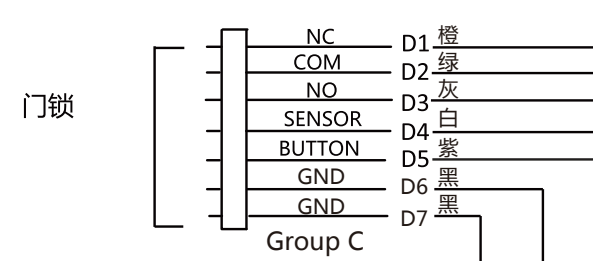 NC D1 橙
COM D2 绿
NO D3 灰
门锁
SENSOR D4 白
BUTTON D5 紫
GND D6 黑
GND D7 黑
Group C